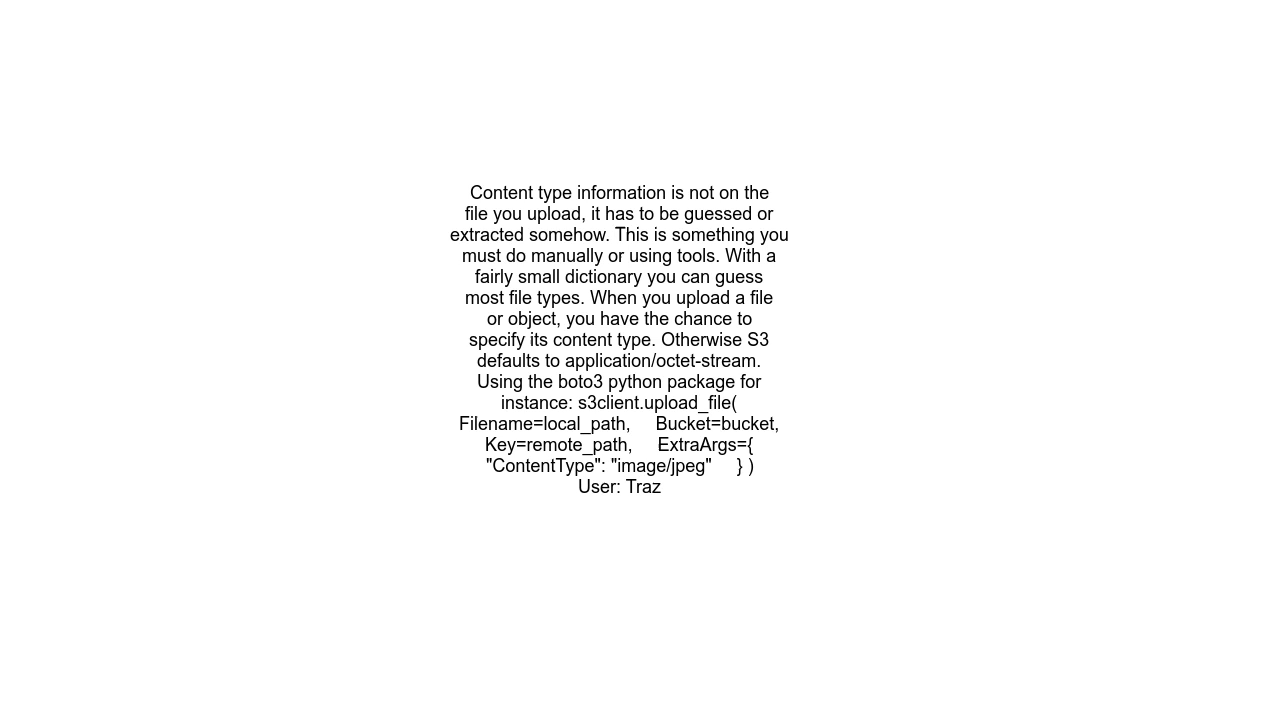 Content type information is not on the
file you upload, it has to be guessed or
extracted somehow. This is something you
must do manually or using tools. With a
fairly small dictionary you can guess
most file types. When you upload a file
or object, you have the chance to
specify its content type. Otherwise S3
defaults to application/octet-stream.
Using the boto3 python package for
instance: s3client.upload_file(
Filename=local_path,     Bucket=bucket,
Key=remote_path,     ExtraArgs={
"ContentType": "image/jpeg"     } )
User: Traz